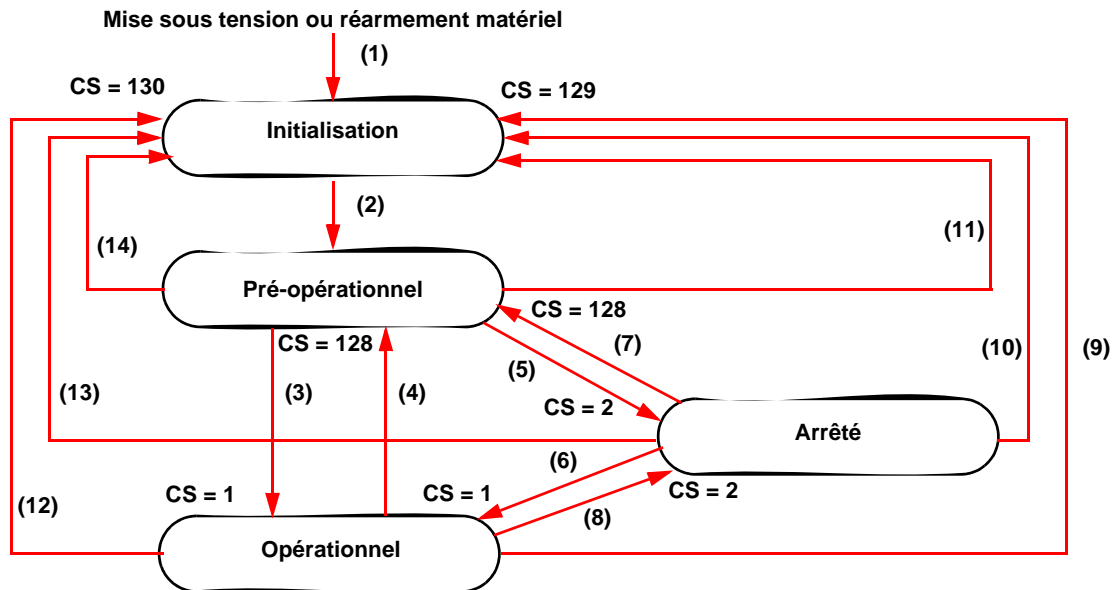 Mise sous tension ou réarmement matériel
(1)
CS = 130
CS = 129
Initialisation
(2)
(14)
(11)
Pré-opérationnel
CS = 128
CS = 128
(7)
(10)
(9)
(5)
(13)
(3)
(4)
CS = 2
Arrêté
(6)
CS = 1
CS = 1
CS = 2
(12)
(8)
Opérationnel